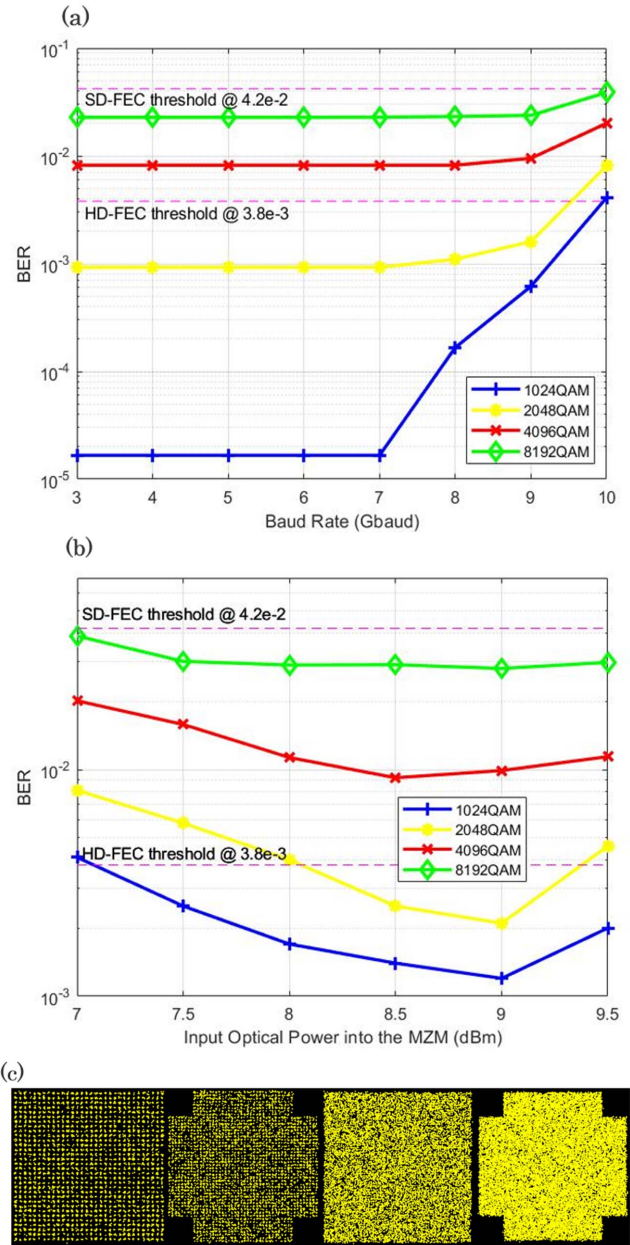 (a)
10^-1
SD-FEC threshold @ 4.2e-2
10^-2
HD-FEC threshold @ 3.8e-3
BER
10^-3
10^-4
1024QAM
2048QAM
4096QAM
8192QAM
10^-5
3 4 5 6 7 8 9 10
Baud Rate (Gbaud)
(b)
SD-FEC threshold @ 4.2e-2
BER
10^-2
1024QAM
2048QAM
4096QAM
8192QAM
HD-FEC threshold @ 3.8e-3
10^-3
7 7.5 8 8.5 9 9.5
Input Optical Power into the MZM (dBm)
(c)